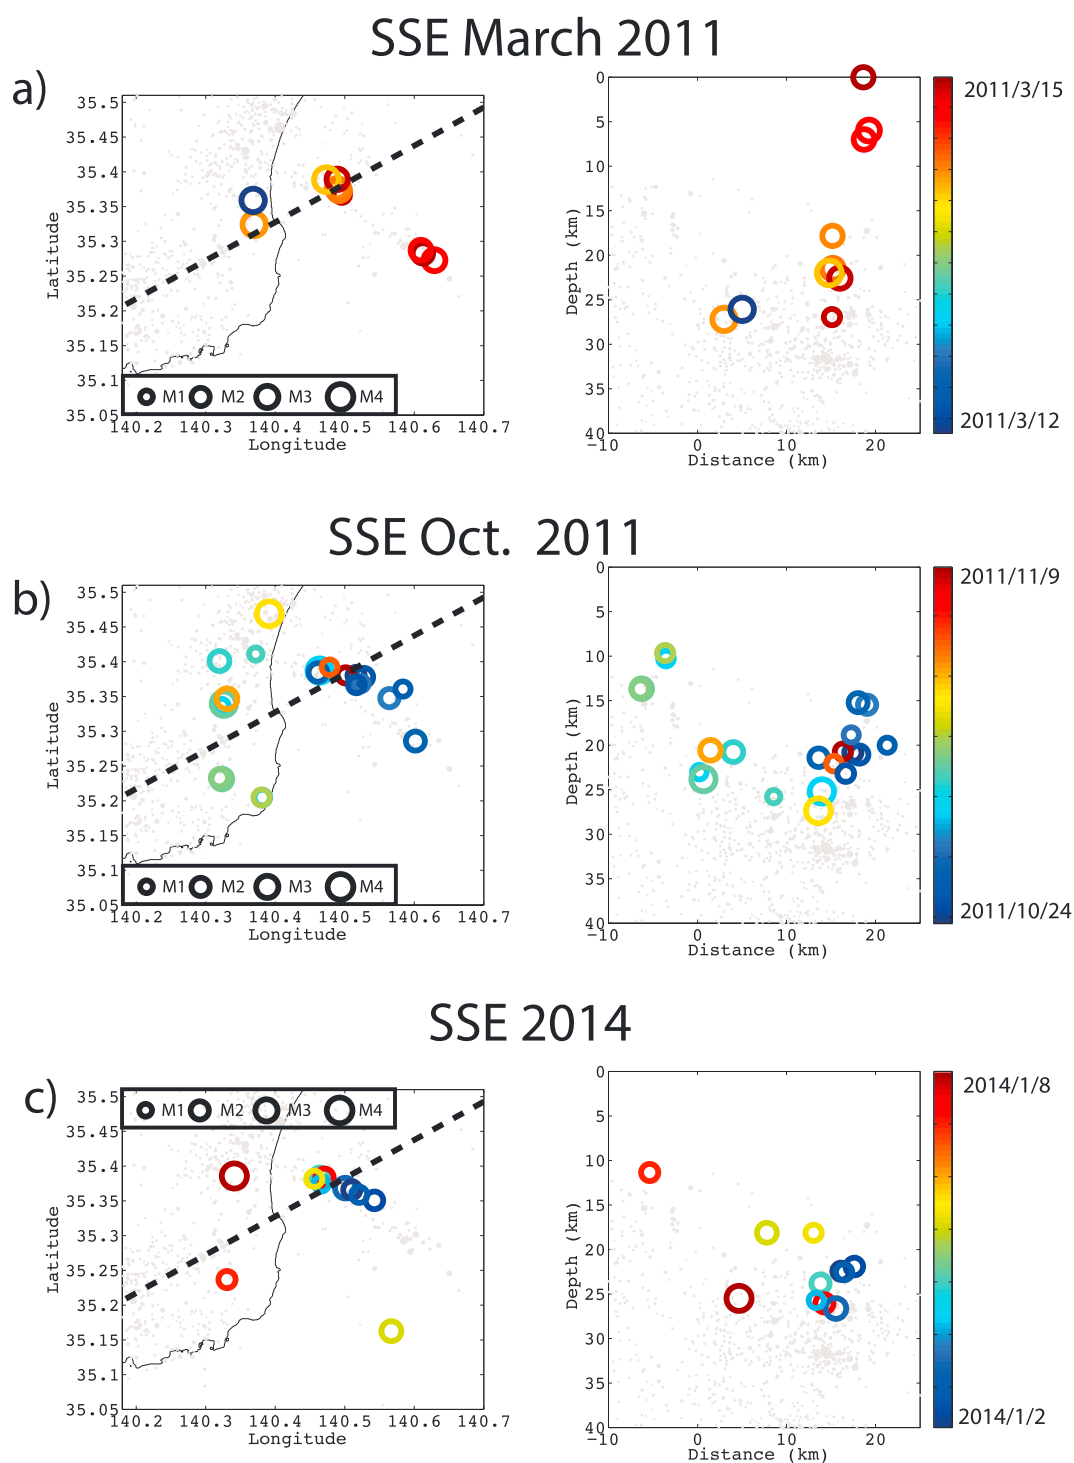 SSE March 2011
a)
35.5
35.45
35.4
35.35
35.3
35.25
35.2
35.15
35.1
35.05
Latitude
M1 M2 M3 M4
140.2 140.3 140.4 140.5 140.6 140.7
Longitude
0
5
10
15
20
25
30
35
40
Depth (km)
-10 0 10 20
Distance (km)
2011/3/15
2011/3/12
SSE Oct. 2011
b)
35.5
35.45
35.4
35.35
35.3
35.25
35.2
35.15
35.1
35.05
Latitude
M1 M2 M3 M4
140.2 140.3 140.4 140.5 140.6 140.7
Longitude
0
5
10
15
20
25
30
35
40
Depth (km)
-10 0 10 20
Distance (km)
2011/11/9
2011/10/24
SSE 2014
c)
M1 M2 M3 M4
35.5
35.45
35.4
35.35
35.3
35.25
35.2
35.15
35.1
35.05
Latitude
140.2 140.3 140.4 140.5 140.6 140.7
Longitude
0
5
10
15
20
25
30
35
40
Depth (km)
-10 0 10 20
Distance (km)
2014/1/8
2014/1/2